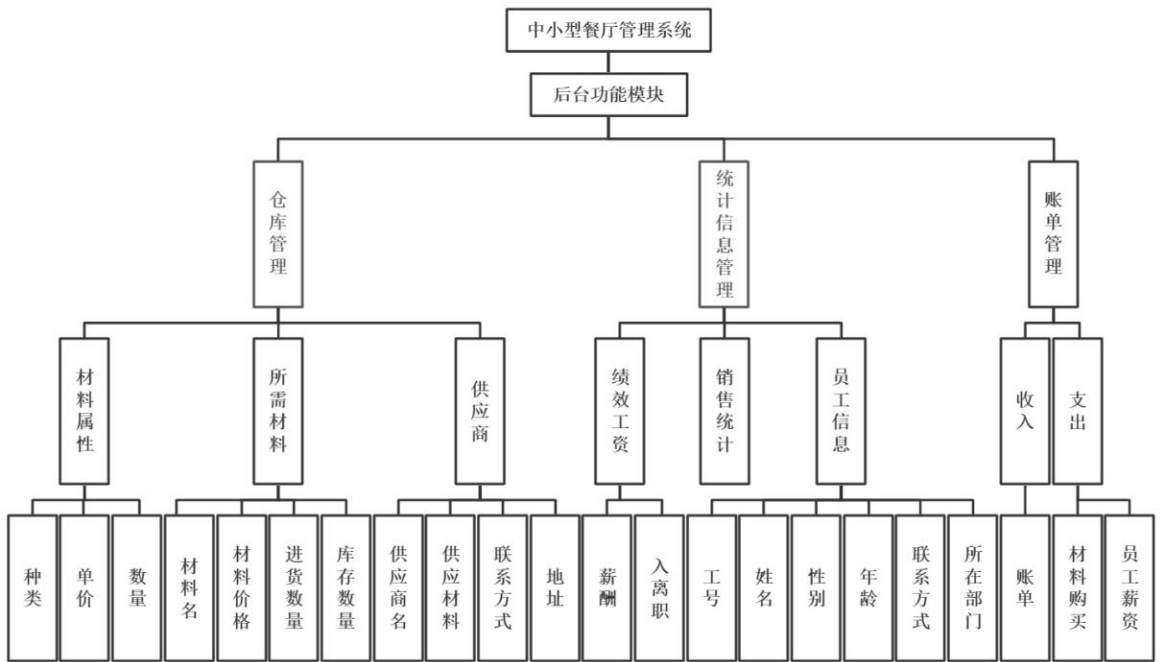 中小型餐厅管理系统
后台功能模块
仓库管理
统计信息管理
账单管理
材料属性
所需材料
供应商
绩效工资
销售统计
员工信息
收入
支出
种类
单价
数量
材料名
材料价格
进货数量
库存数量
供应商名
供应材料
联系方式
地址
薪酬
入离职
工号
姓名
性别
年龄
联系方式
所在部门
账单
材料购买
员工薪资